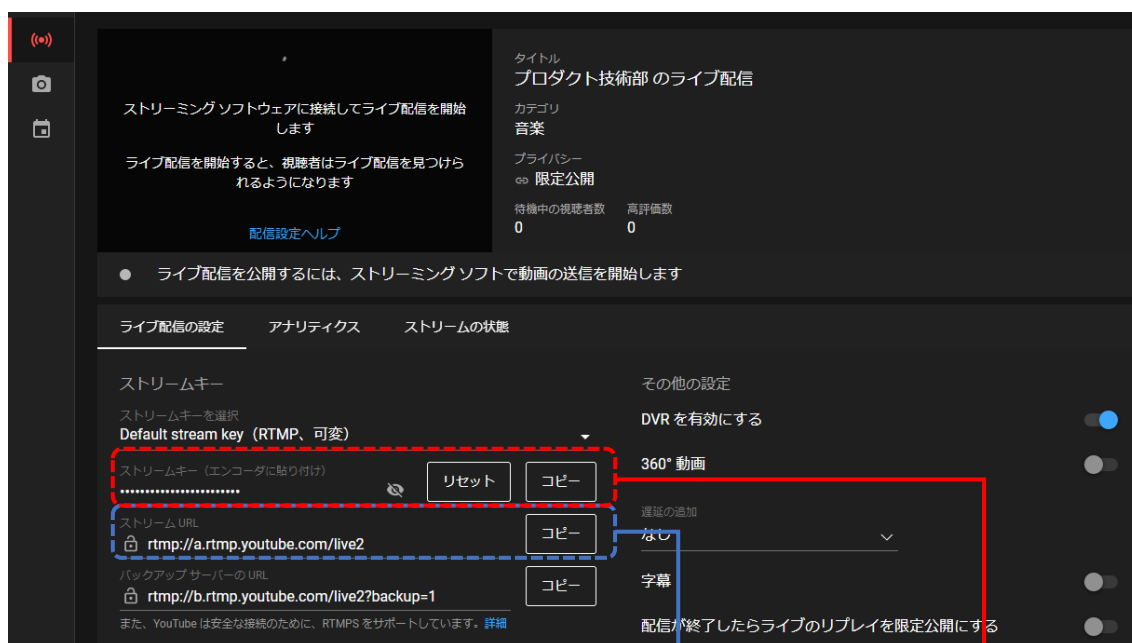 タイトル
プロダクト技術部 のライブ配信
ストリーミング ソフトウェアに接続してライブ配信を開始
します
カテゴリ
音楽
ライブ配信を開始すると、視聴者はライブ配信を見つけら
れるようになります
プライバシー
限定公開
待機中の視聴者数 高評価数
0 0
配信設定ヘルプ
ライブ配信を公開するには、ストリーミング ソフトで動画の送信を開始します
ライブ配信の設定 アナリティクス ストリームの状態
ストリームキー
ストリームキーを選択
Default stream key（RTMP、可変）
ストリームキー（エンコーダに貼り付け）
•••••••••••••••••••••••• リセット コピー
ストリーム URL
rtmp://a.rtmp.youtube.com/live2 コピー
バックアップ サーバーの URL
rtmp://b.rtmp.youtube.com/live2?backup=1 コピー
また、YouTube は安全な接続のために、RTMPS をサポートしています。詳細
その他の設定
DVR を有効にする
360° 動画
遅延の追加
なし
字幕
配信が終了したらライブのリプレイを限定公開にする